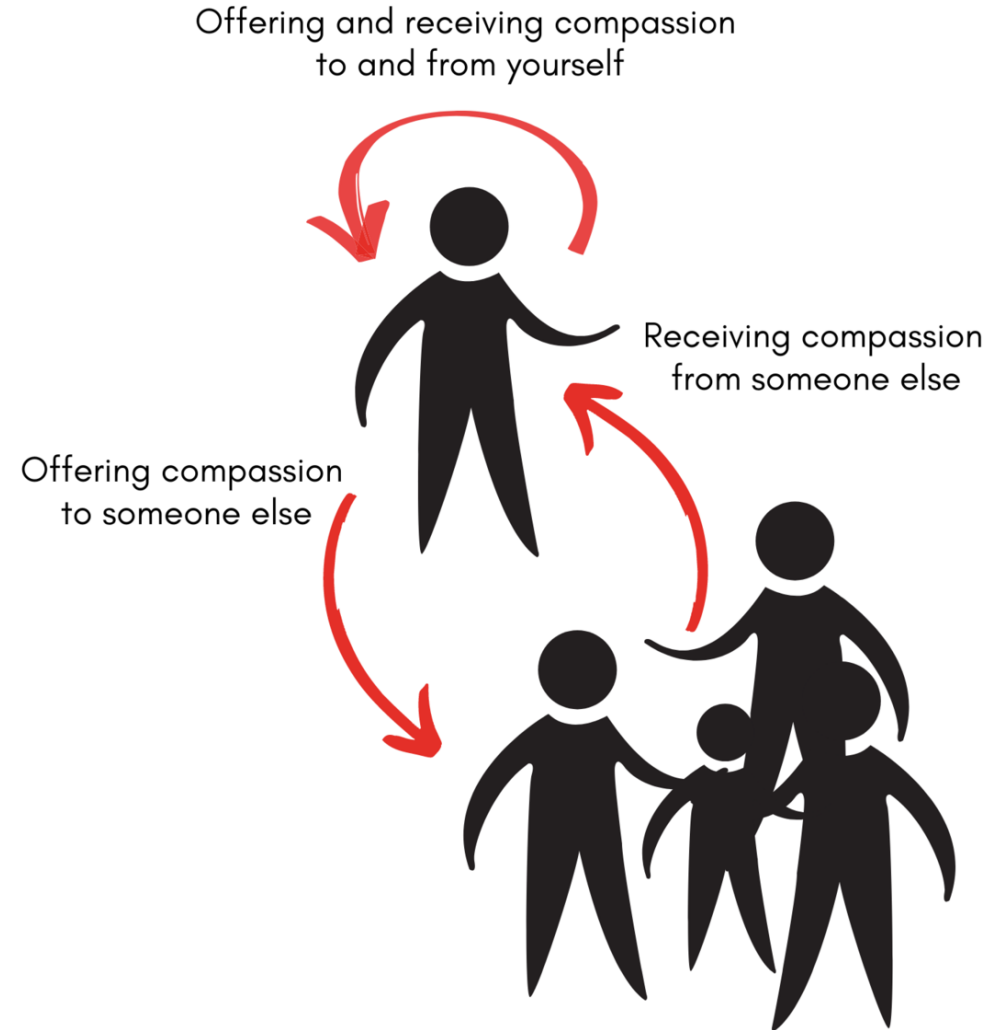 Offering and receiving compassion
to and from yourself
Receiving compassion
from someone else
Offering compassion
to someone else